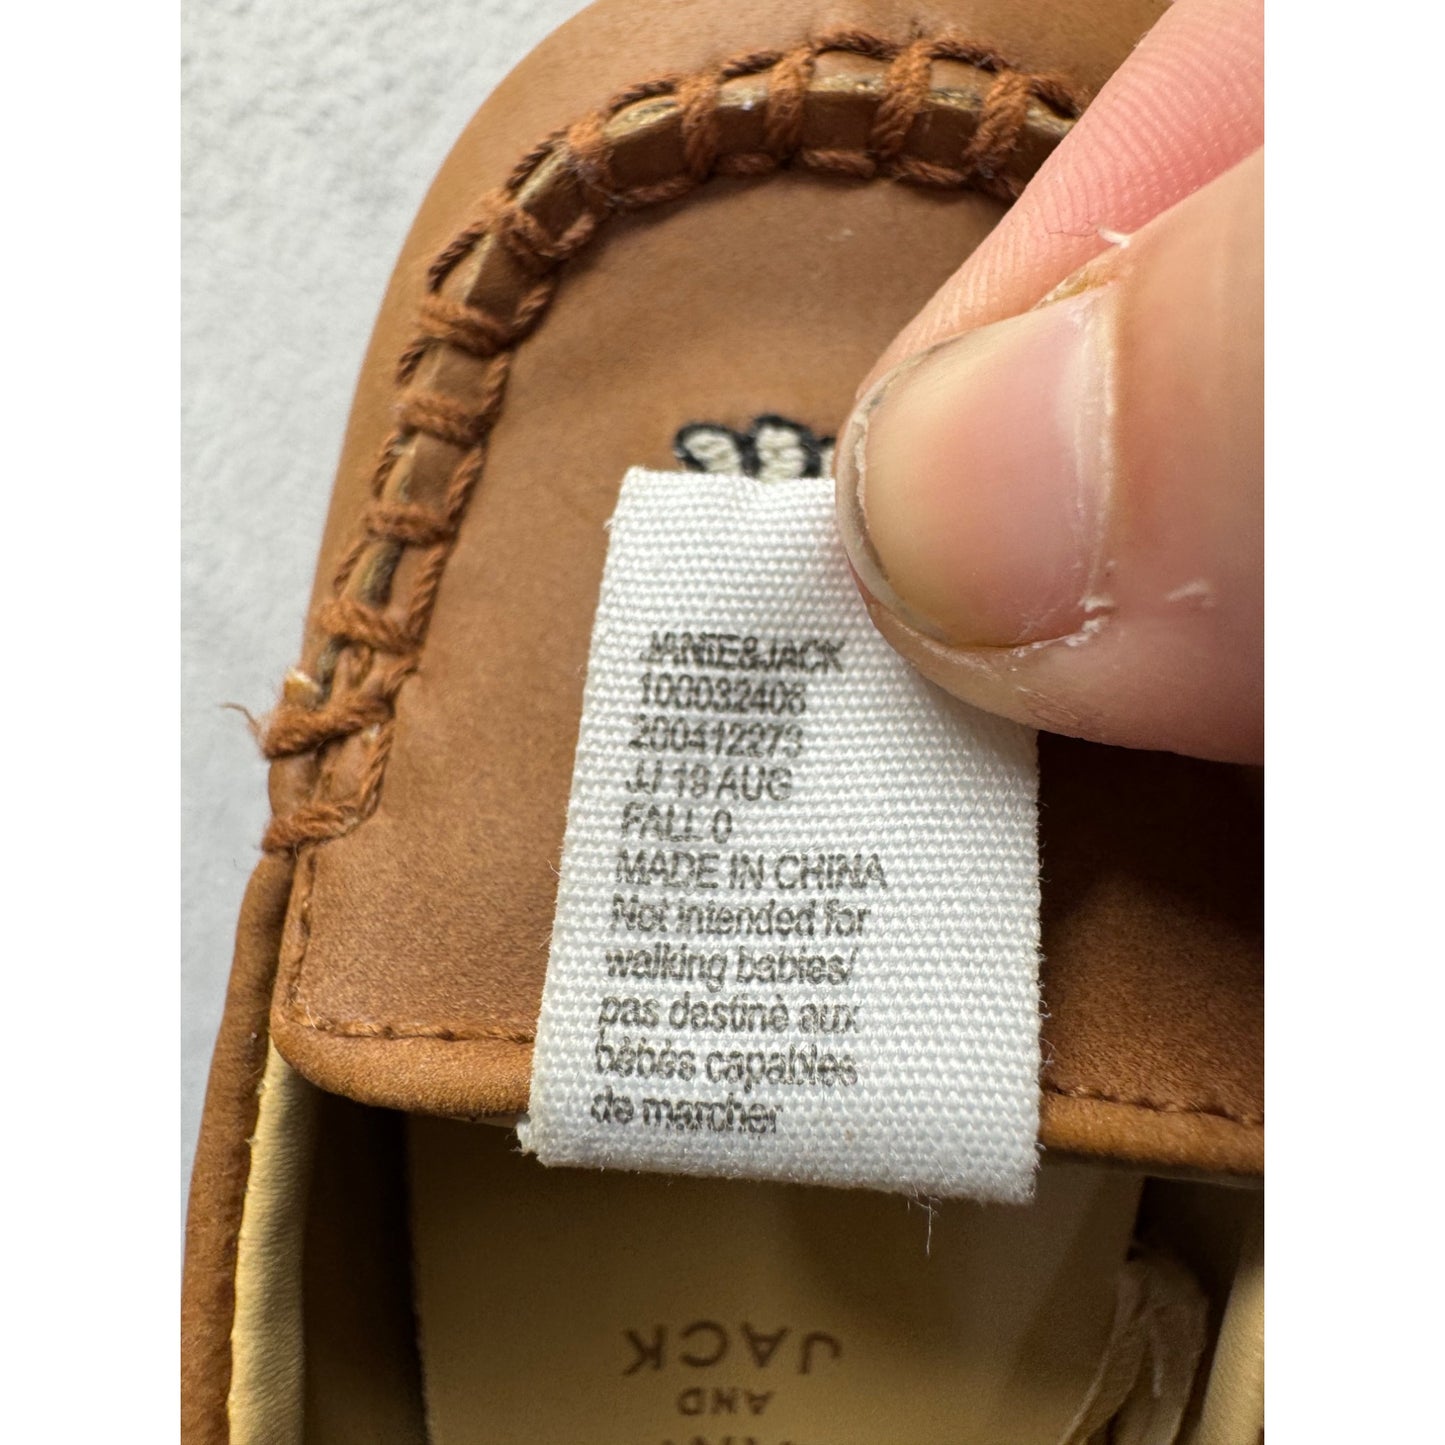 JANIE&JACK
100032408
200412273
JJ 19 AUG
FALL 0
MADE IN CHINA
Not intended for
walking babies/
pas destinè aux
bébés capables
de marcher
JACK
AND